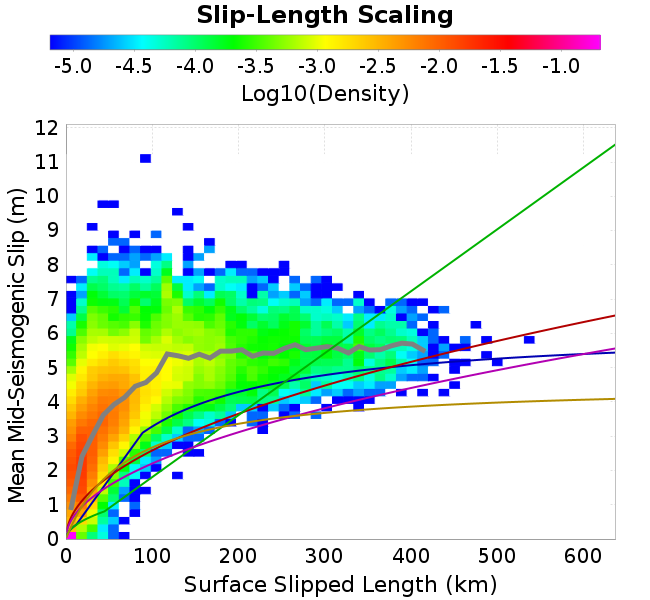 Slip-Length Scaling
-5.0 -4.5 -4.0 -3.5 -3.0 -2.5 -2.0 -1.5 -1.0
Log10(Density)
12
11
10
9
8
7
6
5
4
3
2
1
0
Mean Mid-Seismogenic Slip (m)
0 100 200 300 400 500 600
Surface Slipped Length (km)